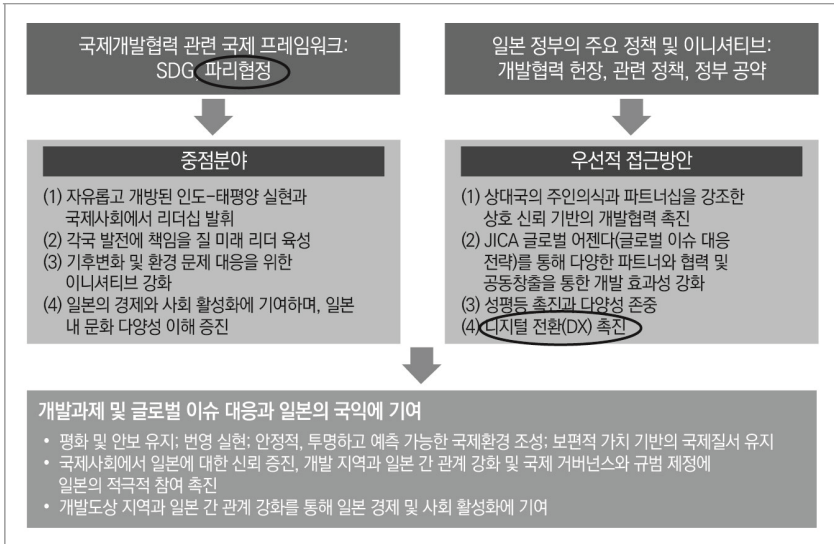 국제개발협력 관련 국제 프레임워크:
SDG, 파리협정
일본 정부의 주요 정책 및 이니셔티브:
개발협력 헌장, 관련 정책, 정부 공약
중점분야
(1) 자유롭고 개방된 인도-태평양 실현과
국제사회에서 리더십 발휘
(2) 각국 발전에 책임을 질 미래 리더 육성
(3) 기후변화 및 환경 문제 대응을 위한
이니셔티브 강화
(4) 일본의 경제와 사회 활성화에 기여하며, 일본
내 문화 다양성 이해 증진
우선적 접근방안
(1) 상대국의 주인의식과 파트너십을 강조한
상호 신뢰 기반의 개발협력 촉진
(2) JICA 글로벌 어젠다(글로벌 이슈 대응
전략)를 통해 다양한 파트너와 협력 및
공동창출을 통한 개발 효과성 강화
(3) 성평등 촉진과 다양성 존중
(4) 디지털 전환(DX) 촉진
개발과제 및 글로벌 이슈 대응과 일본의 국익에 기여
• 평화 및 안보 유지; 번영 실현; 안정적, 투명하고 예측 가능한 국제환경 조성; 보편적 가치 기반의 국제질서 유지
• 국제사회에서 일본에 대한 신뢰 증진, 개발 지역과 일본 간 관계 강화 및 국제 거버넌스와 규범 제정에
일본의 적극적 참여 촉진
• 개발도상 지역과 일본 간 관계 강화를 통해 일본 경제 및 사회 활성화에 기여